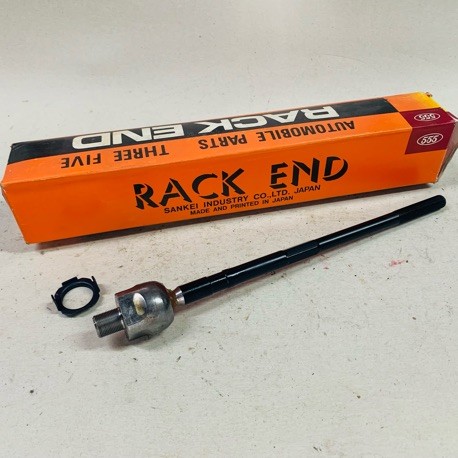 RACK END
AUTOMOBILE PARTS
THREE FIVE
555
555
RACK END
SANKEI INDUSTRY CO.,LTD. JAPAN
MADE AND PRINTED IN JAPAN